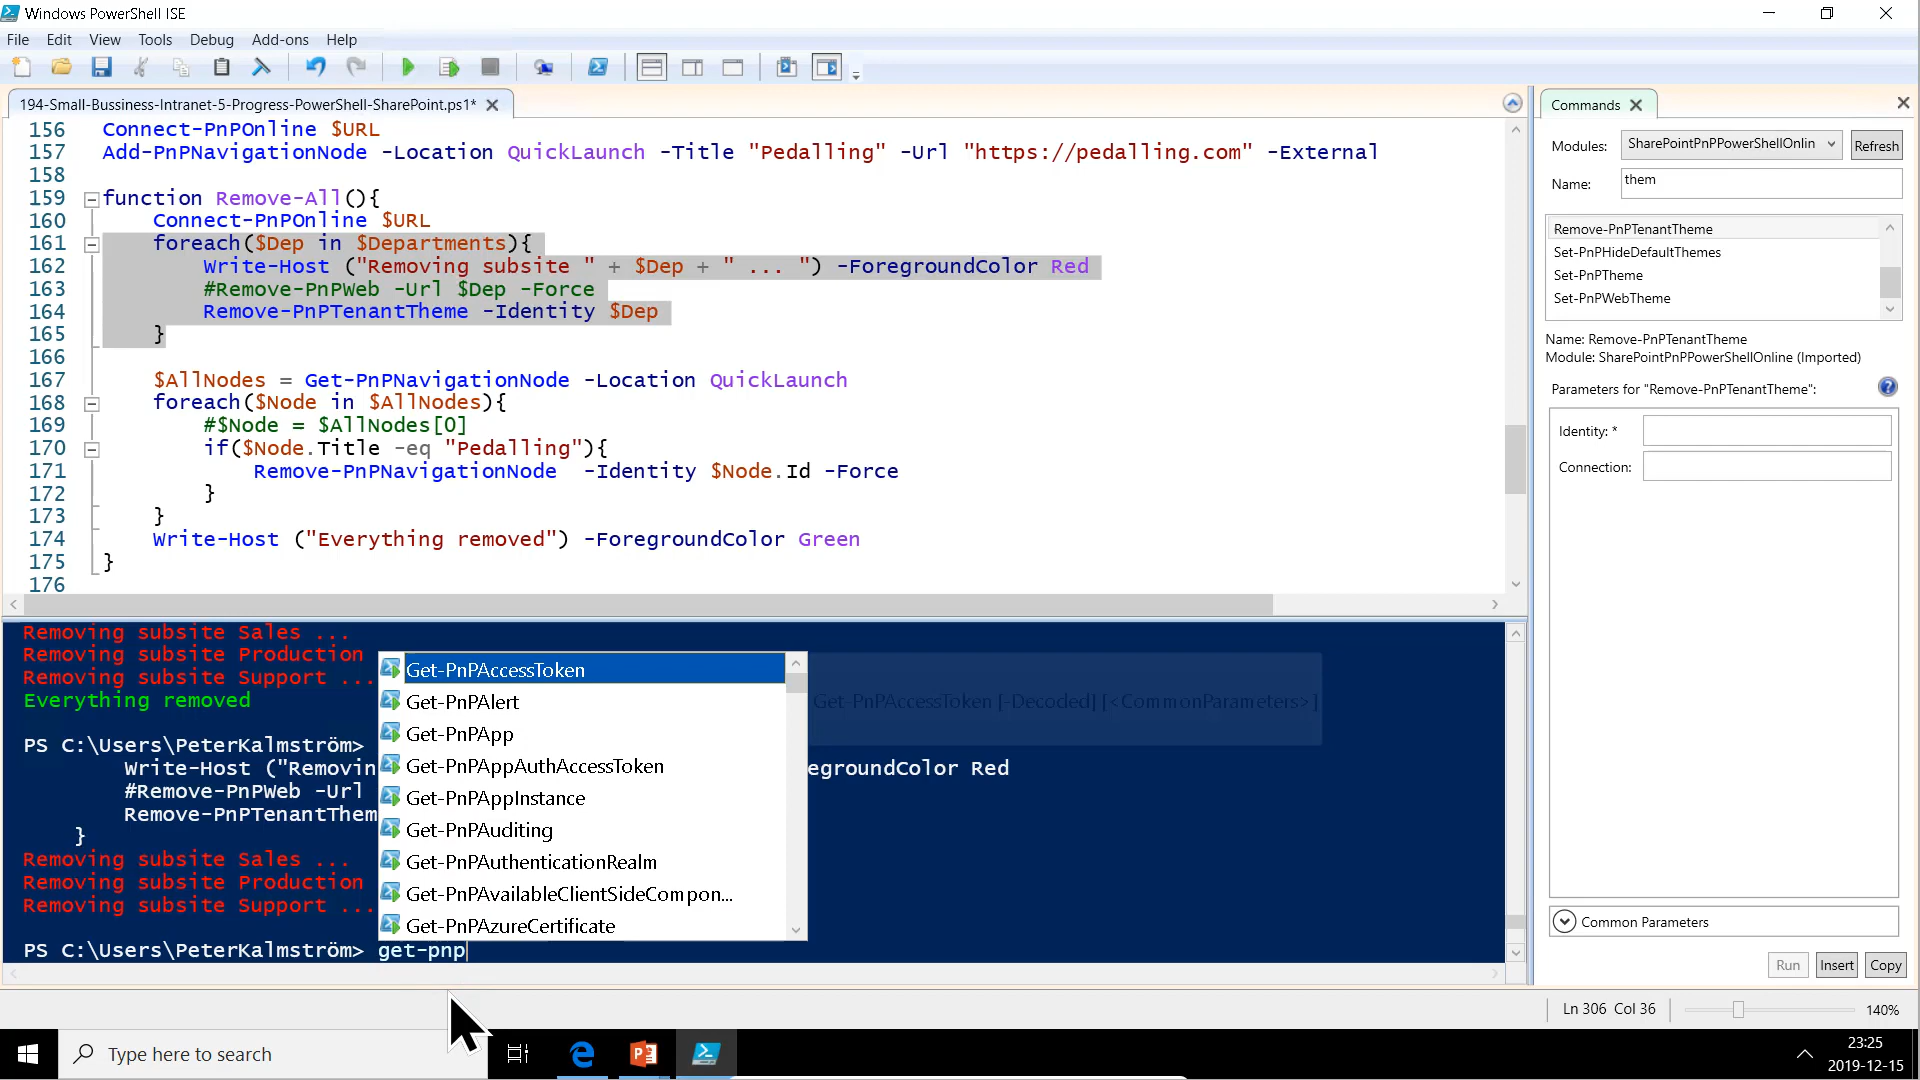 Windows PowerShell ISE
File Edit View Tools Debug Add-ons Help
194-Small-Bussiness-Intranet-5-Progress-PowerShell-SharePoint.ps1*
156 Connect-PnPOnline $URL
157 Add-PnPNavigationNode -Location QuickLaunch -Title "Pedalling" -Url "https://pedalling.com" -External
158
159 function Remove-All(){
160 Connect-PnPOnline $URL
161 foreach($Dep in $Departments){
162 Write-Host ("Removing subsite " + $Dep + " ... ") -ForegroundColor Red
163 #Remove-PnPWeb -Url $Dep -Force
164 Remove-PnPTenantTheme -Identity $Dep
165 }
166
167 $AllNodes = Get-PnPNavigationNode -Location QuickLaunch
168 foreach($Node in $AllNodes){
169 #$Node = $AllNodes[0]
170 if($Node.Title -eq "Pedalling"){
171 Remove-PnPNavigationNode  -Identity $Node.Id -Force
172 }
173 }
174 Write-Host ("Everything removed") -ForegroundColor Green
175 }
176
Removing subsite Sales ...
Removing subsite Production
Removing subsite Support ...
Everything removed
PS C:\Users\PeterKalmström>
Write-Host ("Removin egroundColor Red
#Remove-PnPWeb -Url
Remove-PnPTenantThem
}
Removing subsite Sales ...
Removing subsite Production
Removing subsite Support ...
PS C:\Users\PeterKalmström> get-pnp
Get-PnPAccessToken
Get-PnPAlert
Get-PnPApp
Get-PnPAppAuthAccessToken
Get-PnPAppInstance
Get-PnPAuditing
Get-PnPAuthenticationRealm
Get-PnPAvailableClientSideCompon...
Get-PnPAzureCertificate
Get-PnPAccessToken [-Decoded] [<CommonParameters>]
Commands
Modules: SharePointPnPPowerShellOnlin Refresh
Name: them
Remove-PnPTenantTheme
Set-PnPHideDefaultThemes
Set-PnPTheme
Set-PnPWebTheme
Name: Remove-PnPTenantTheme
Module: SharePointPnPPowerShellOnline (Imported)
Parameters for "Remove-PnPTenantTheme":
Identity: *
Connection:
Common Parameters
Run Insert Copy
Ln 306 Col 36 140%
Type here to search
23:25
2019-12-15